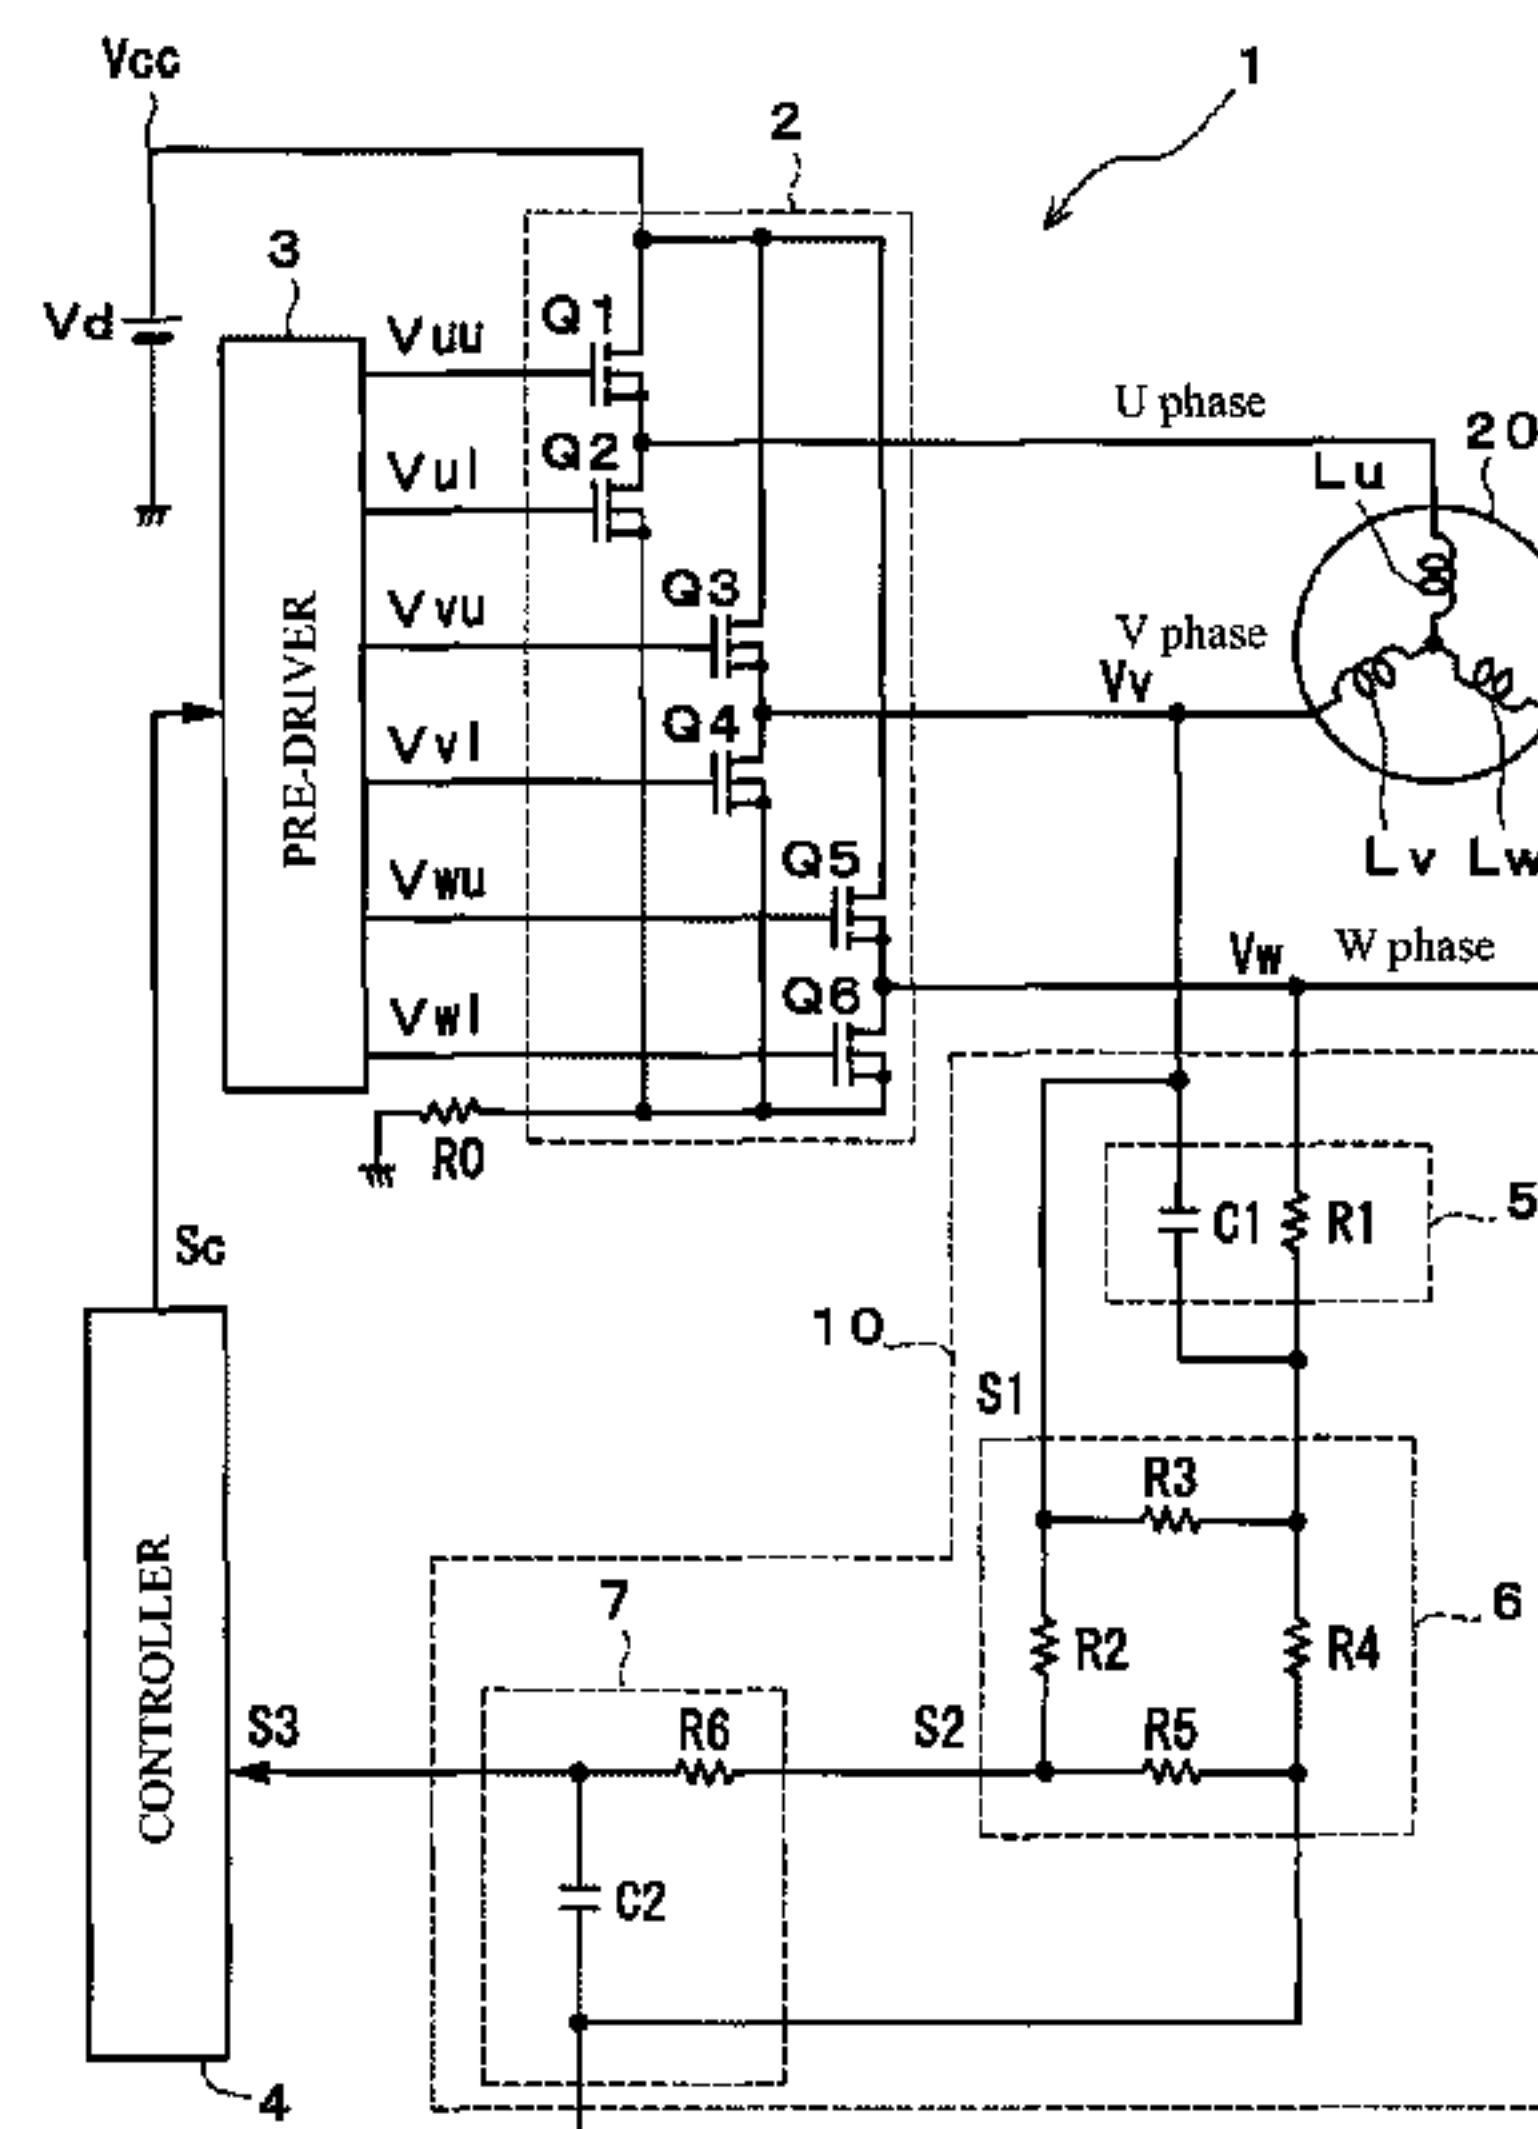 Vcc
1
2
3
Vd
Vuu
Q1
U phase
20
Q2
Vul
Lu
Q3
Vvu
V phase
Vv
Q4
Vvl
PRE-DRIVER
Q5
Lv
Lw
Vwu
Vw
W phase
Q6
Vwl
R0
5
C1
R1
Sc
10
S1
R3
7
6
R2
R4
CONTROLLER
S3
R6
S2
R5
C2
4